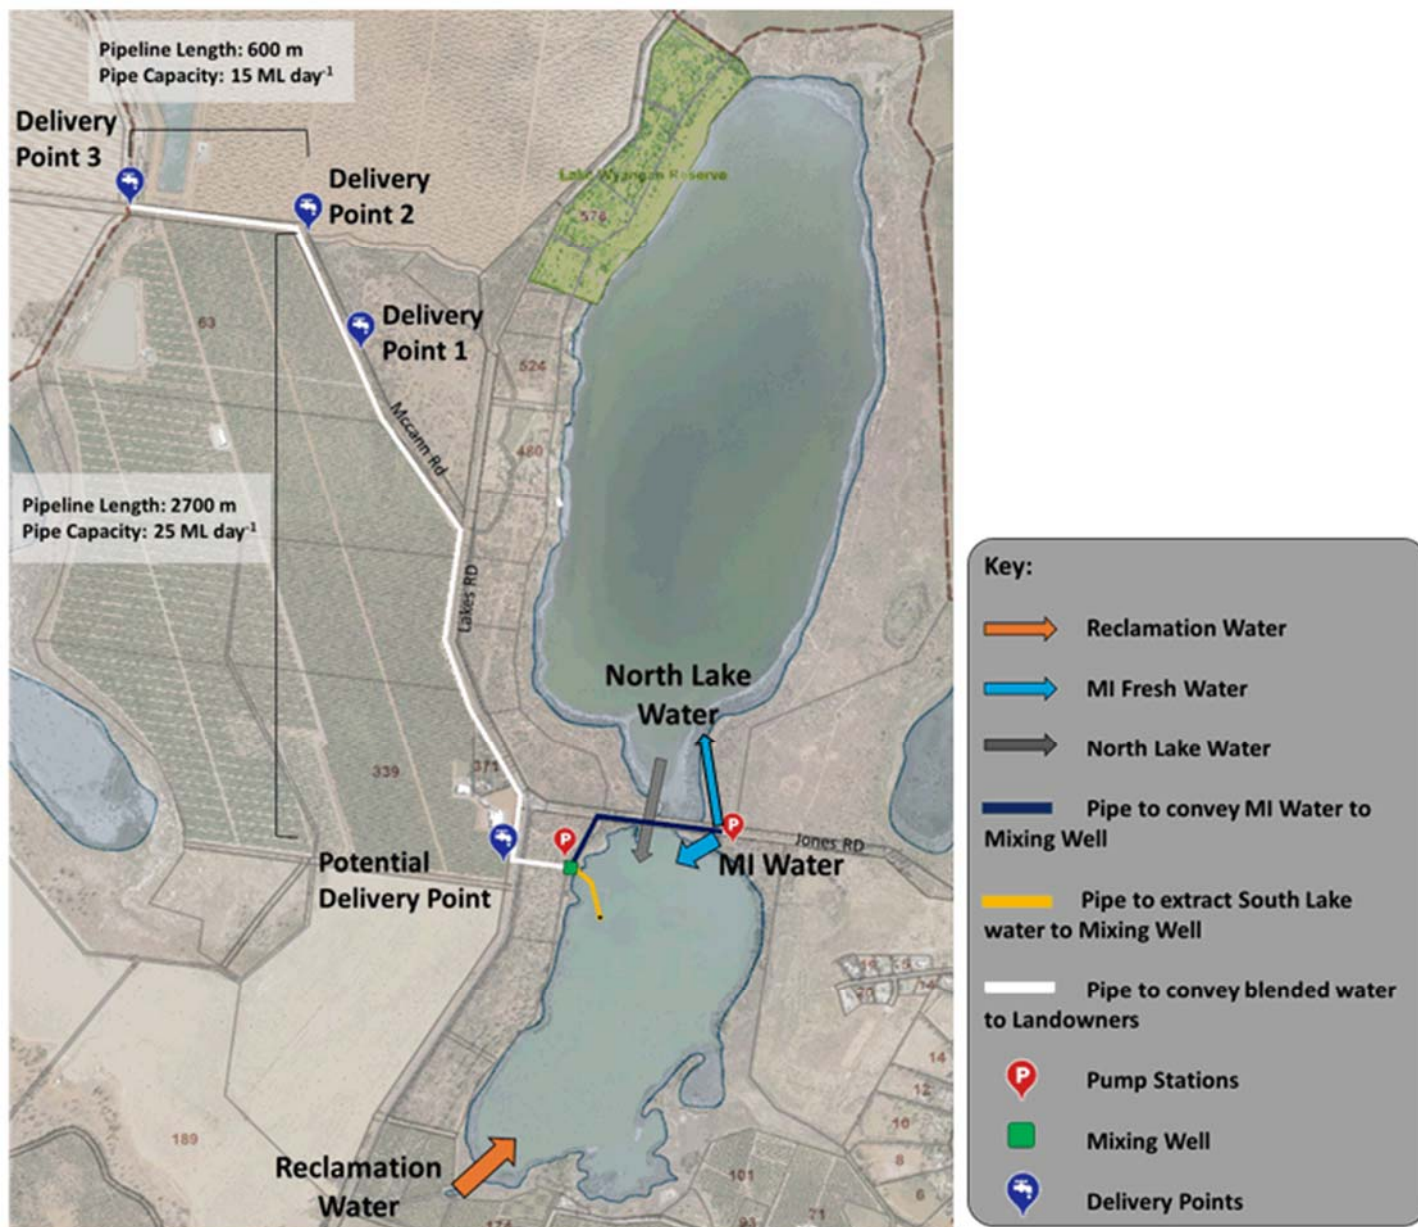 Pipeline Length: 600 m
Pipe Capacity: 15 ML day⁻¹
Delivery
Point 3
Delivery
Point 2
Lake Wyangan Reserve
576
Delivery
Point 1
63
524
Mccann Rd
480
Pipeline Length: 2700 m
Pipe Capacity: 25 ML day⁻¹
Lakes RD
North Lake
Water
339
371
Jones RD
MI Water
Potential
Delivery Point
189
Reclamation
Water
14
12
10
8
6
101
93
71
174
Key:
Reclamation Water
MI Fresh Water
North Lake Water
Pipe to convey MI Water to
Mixing Well
Pipe to extract South Lake
water to Mixing Well
Pipe to convey blended water
to Landowners
P
Pump Stations
Mixing Well
Delivery Points